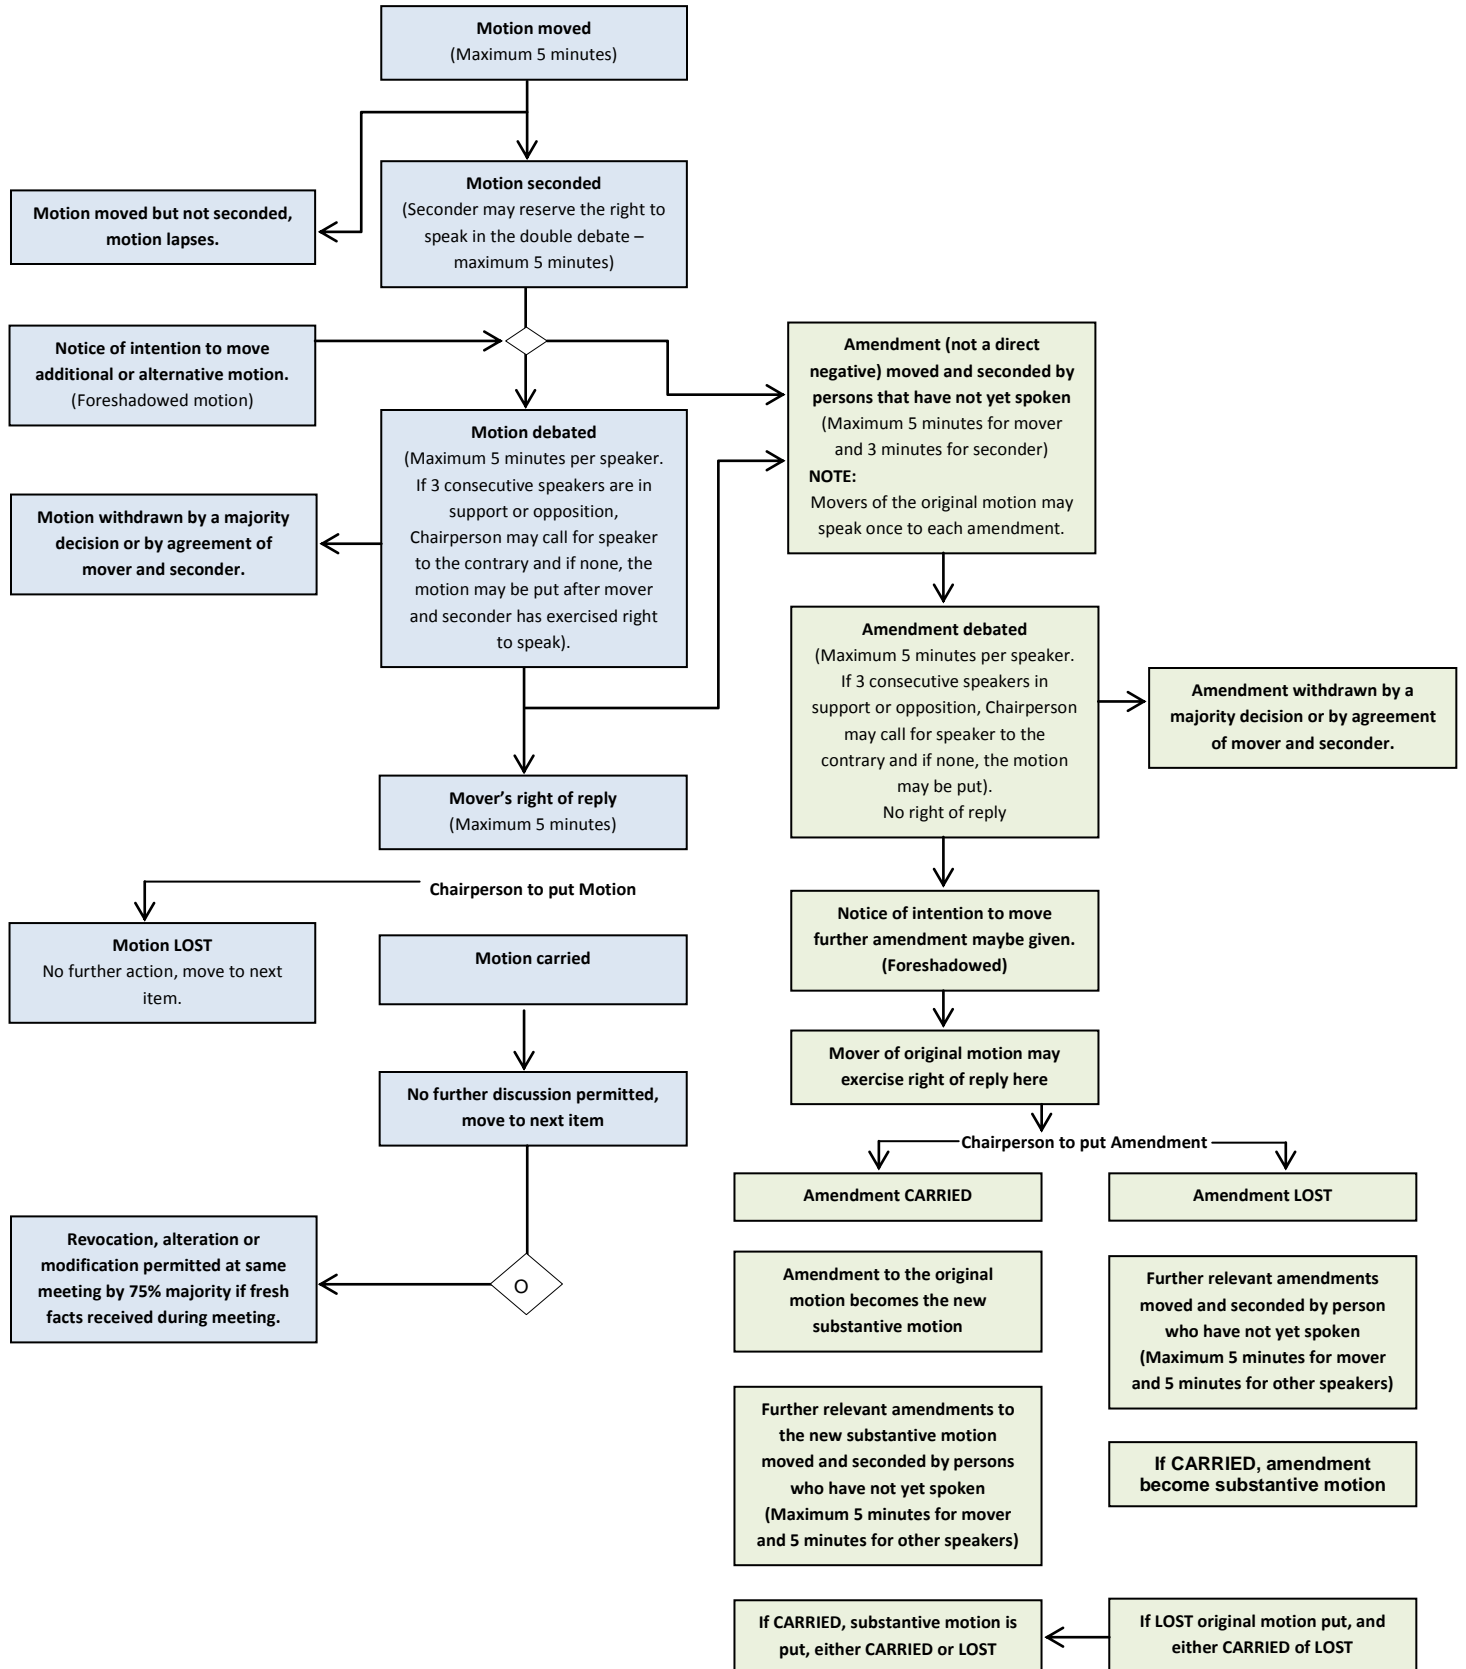 Motion moved
(Maximum 5 minutes)
Motion seconded
(Seconder may reserve the right to
speak in the double debate –
maximum 5 minutes)
Motion moved but not seconded,
motion lapses.
Notice of intention to move
additional or alternative motion.
(Foreshadowed motion)
Motion debated
(Maximum 5 minutes per speaker.
If 3 consecutive speakers are in
support or opposition,
Chairperson may call for speaker
to the contrary and if none, the
motion may be put after mover
and seconder has exercised right
to speak).
Motion withdrawn by a majority
decision or by agreement of
mover and seconder.
Mover’s right of reply
(Maximum 5 minutes)
Chairperson to put Motion
Motion LOST
No further action, move to next
item.
Motion carried
No further discussion permitted,
move to next item
O
Revocation, alteration or
modification permitted at same
meeting by 75% majority if fresh
facts received during meeting.
Amendment (not a direct
negative) moved and seconded by
persons that have not yet spoken
(Maximum 5 minutes for mover
and 3 minutes for seconder)
NOTE:
Movers of the original motion may
speak once to each amendment.
Amendment debated
(Maximum 5 minutes per speaker.
If 3 consecutive speakers in
support or opposition, Chairperson
may call for speaker to the
contrary and if none, the motion
may be put).
No right of reply
Amendment withdrawn by a
majority decision or by agreement
of mover and seconder.
Notice of intention to move
further amendment maybe given.
(Foreshadowed)
Mover of original motion may
exercise right of reply here
Chairperson to put Amendment
Amendment CARRIED
Amendment to the original
motion becomes the new
substantive motion
Further relevant amendments to
the new substantive motion
moved and seconded by persons
who have not yet spoken
(Maximum 5 minutes for mover
and 5 minutes for other speakers)
If CARRIED, substantive motion is
put, either CARRIED or LOST
Amendment LOST
Further relevant amendments
moved and seconded by person
who have not yet spoken
(Maximum 5 minutes for mover
and 5 minutes for other speakers)
If CARRIED, amendment
become substantive motion
If LOST original motion put, and
either CARRIED of LOST